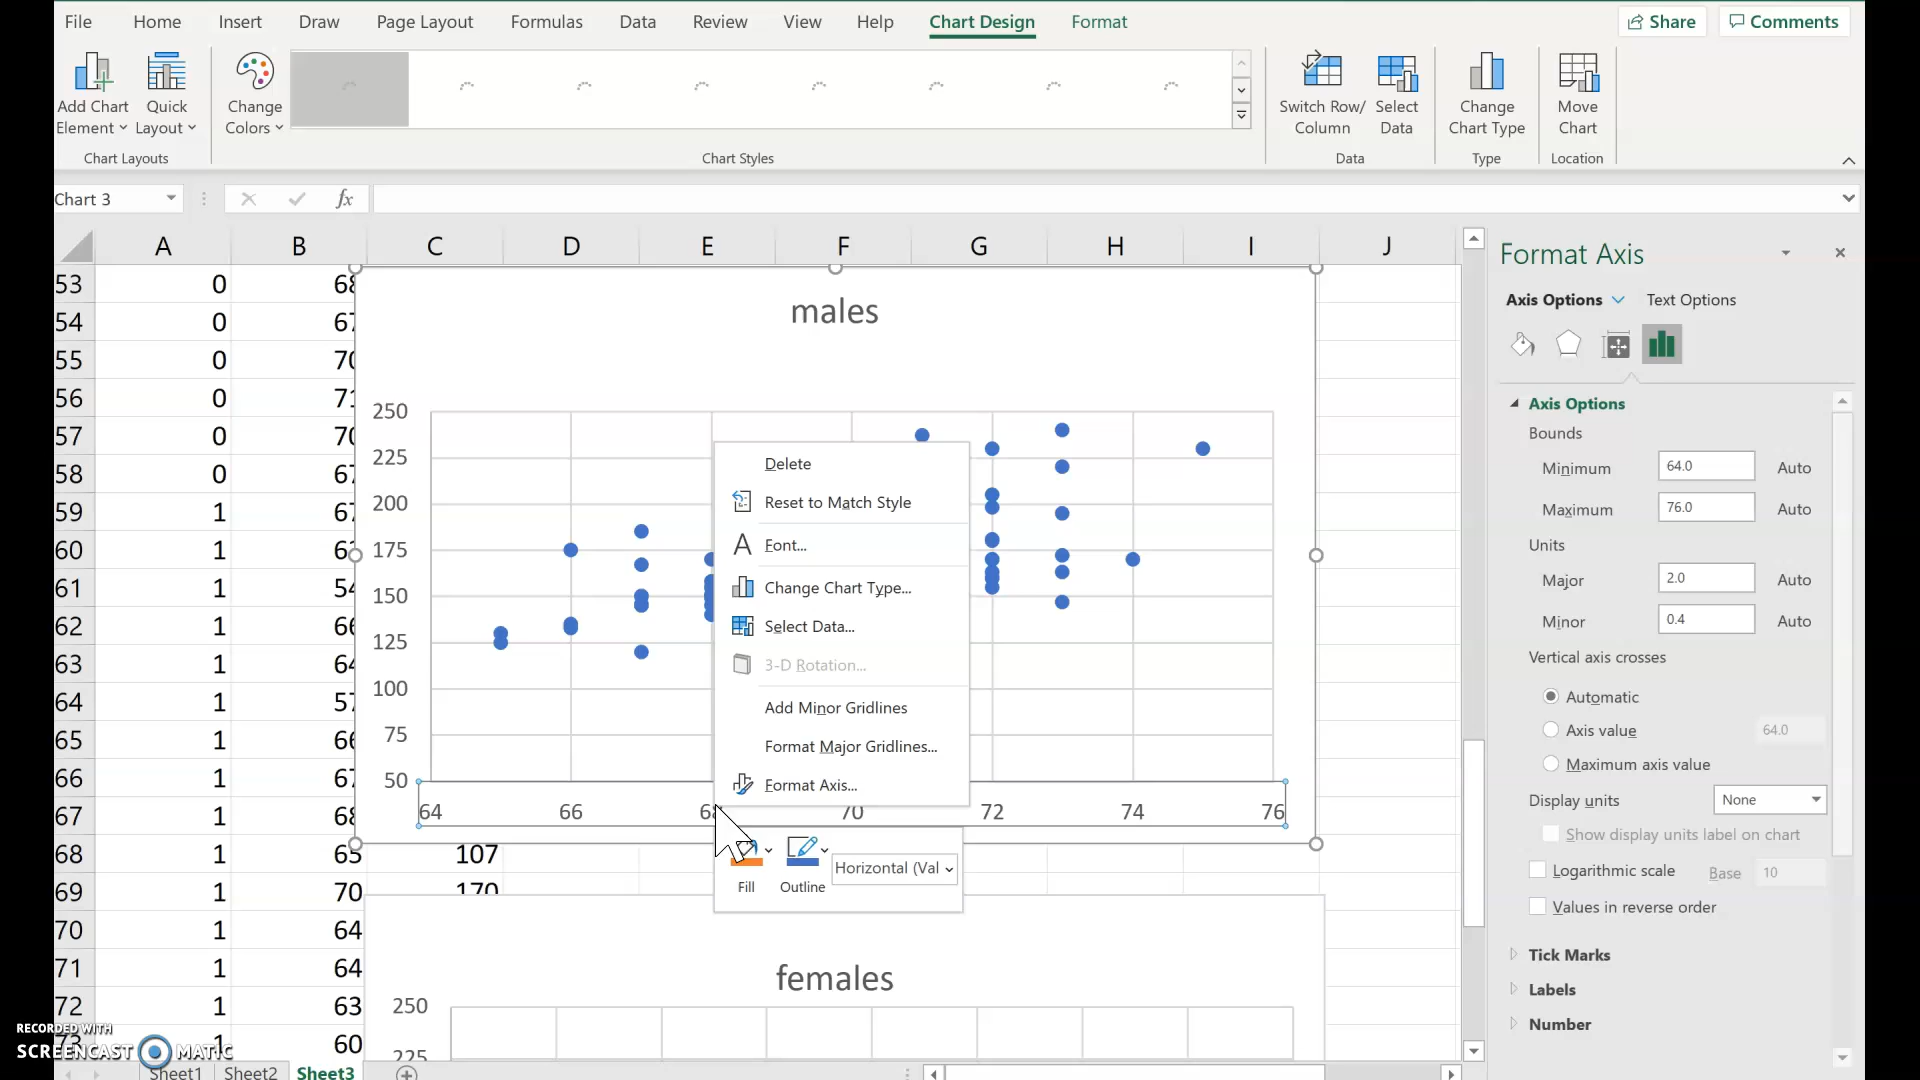 File Home Insert Draw Page Layout Formulas Data Review View Help Chart Design Format Share Comments
Add Chart Element Quick Layout Change Colors Switch Row/ Column Select Data Change Chart Type Move Chart
Chart Layouts Chart Styles Data Type Location
Chart 3 fx
A B C D E F G H I J
53 0
54 0
55 0
56 0
57 0
58 0
59 1
60 1
61 1
62 1
63 1
64 1
65 1
66 1
67 1
68 1 65 107
69 1 70 170
70 1 64
71 1 64
72 1 63
73 1 60
males
250
225
200
175
150
125
100
75
50
64 66 70 72 74 76
Delete
Reset to Match Style
Font...
Change Chart Type...
Select Data...
3-D Rotation...
Add Minor Gridlines
Format Major Gridlines...
Format Axis...
Fill Outline Horizontal (Val
females
250
225
Format Axis
Axis Options Text Options
Axis Options
Bounds
Minimum 64.0 Auto
Maximum 76.0 Auto
Units
Major 2.0 Auto
Minor 0.4 Auto
Vertical axis crosses
Automatic
Axis value 64.0
Maximum axis value
Display units None
Show display units label on chart
Logarithmic scale Base 10
Values in reverse order
Tick Marks
Labels
Number
RECORDED WITH
SCREENCAST MATIC
Sheet1 Sheet2 Sheet3